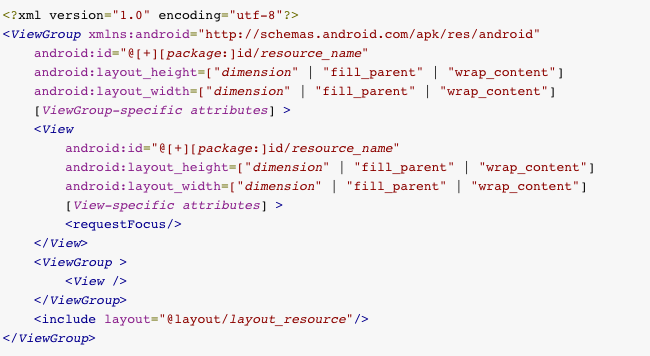 <?xml version="1.0" encoding="utf-8"?>
<ViewGroup xmlns:android="http://schemas.android.com/apk/res/android"
    android:id="@[+][package:]id/resource_name"
    android:layout_height=["dimension" | "fill_parent" | "wrap_content"]
    android:layout_width=["dimension" | "fill_parent" | "wrap_content"]
    [ViewGroup-specific attributes] >
    <View
        android:id="@[+][package:]id/resource_name"
        android:layout_height=["dimension" | "fill_parent" | "wrap_content"]
        android:layout_width=["dimension" | "fill_parent" | "wrap_content"]
        [View-specific attributes] >
        <requestFocus/>
    </View>
    <ViewGroup >
        <View />
    </ViewGroup>
    <include layout="@layout/layout_resource"/>
</ViewGroup>